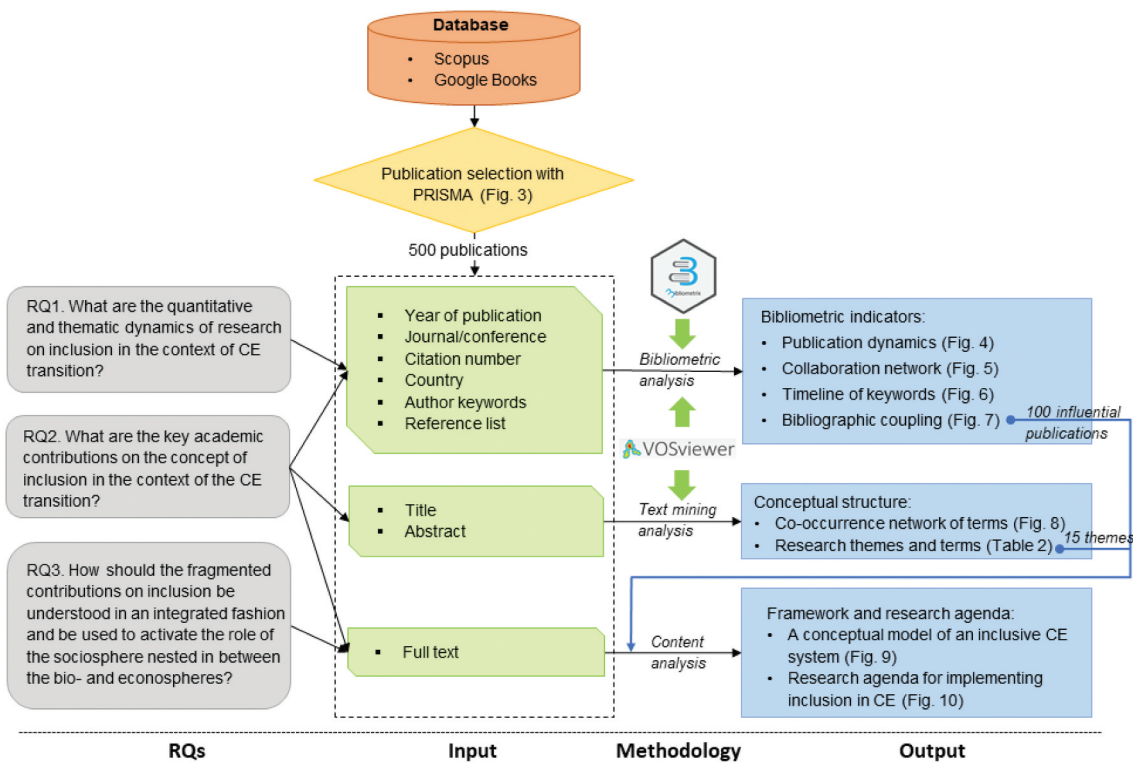 Database
• Scopus
• Google Books
Publication selection with
PRISMA (Fig. 3)
500 publications
RQ1. What are the quantitative
and thematic dynamics of research
on inclusion in the context of CE
transition?
RQ2. What are the key academic
contributions on the concept of
inclusion in the context of the CE
transition?
RQ3. How should the fragmented
contributions on inclusion be
understood in an integrated fashion
and be used to activate the role of
the sociosphere nested in between
the bio- and econospheres?
▪ Year of publication
▪ Journal/conference
▪ Citation number
▪ Country
▪ Author keywords
▪ Reference list
▪ Title
▪ Abstract
▪ Full text
bibliometrix
Bibliometric
analysis
VOSviewer
Text mining
analysis
Content
analysis
Bibliometric indicators:
• Publication dynamics (Fig. 4)
• Collaboration network (Fig. 5)
• Timeline of keywords (Fig. 6)
• Bibliographic coupling (Fig. 7)
100 influential
publications
Conceptual structure:
• Co-occurrence network of terms (Fig. 8)
• Research themes and terms (Table 2)
15 themes
Framework and research agenda:
• A conceptual model of an inclusive CE
system (Fig. 9)
• Research agenda for implementing
inclusion in CE (Fig. 10)
RQs
Input
Methodology
Output